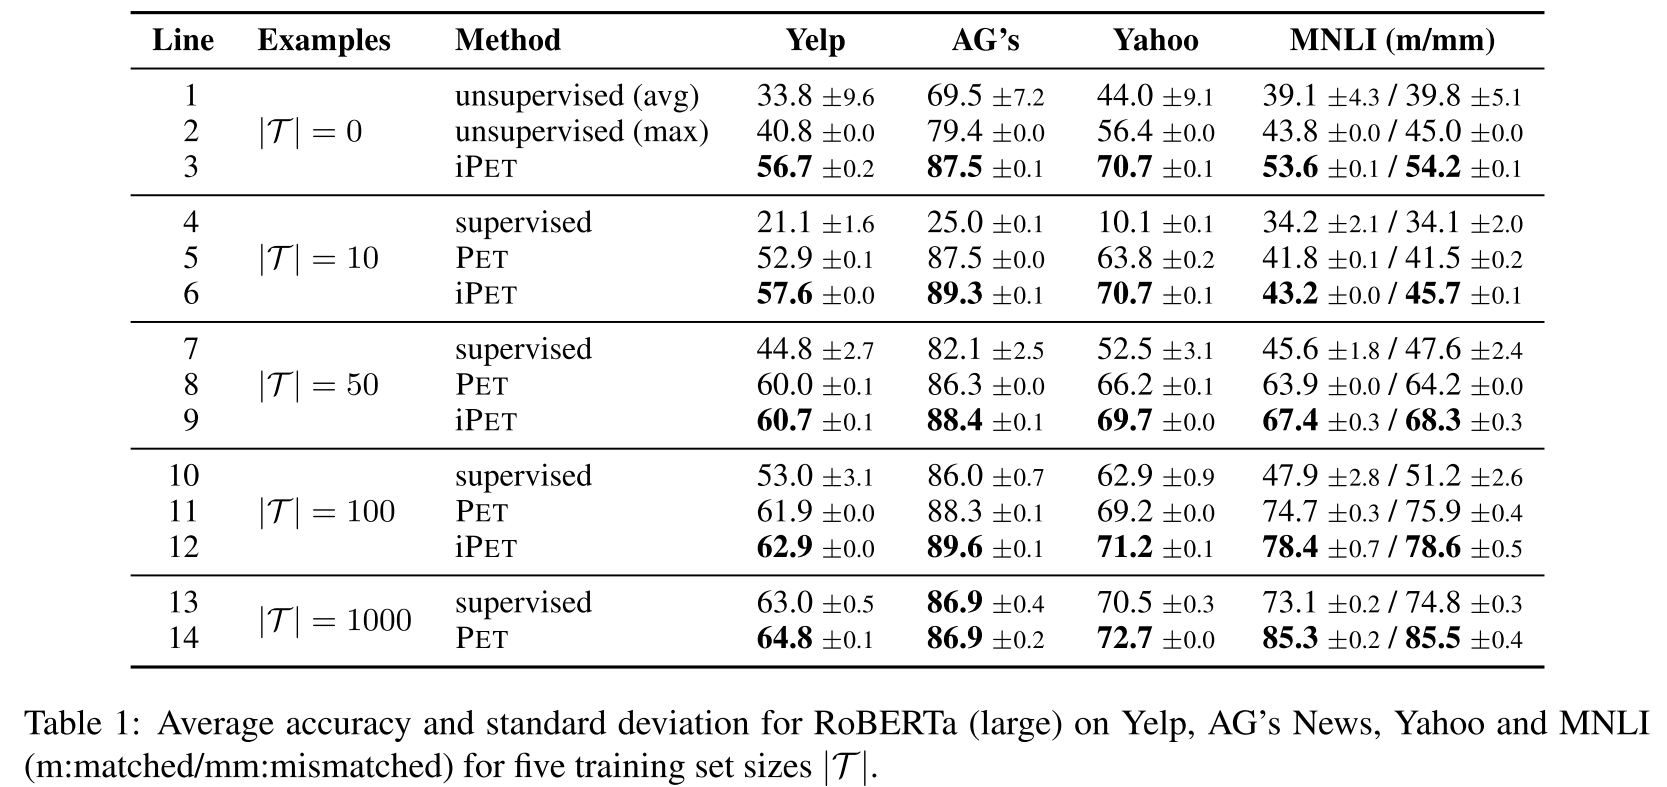 Line Examples Method Yelp AG's Yahoo MNLI (m/mm)
1 unsupervised (avg) 33.8 ±9.6 69.5 ±7.2 44.0 ±9.1 39.1 ±4.3 / 39.8 ±5.1
2 |𝒯| = 0 unsupervised (max) 40.8 ±0.0 79.4 ±0.0 56.4 ±0.0 43.8 ±0.0 / 45.0 ±0.0
3 iPET 56.7 ±0.2 87.5 ±0.1 70.7 ±0.1 53.6 ±0.1 / 54.2 ±0.1
4 supervised 21.1 ±1.6 25.0 ±0.1 10.1 ±0.1 34.2 ±2.1 / 34.1 ±2.0
5 |𝒯| = 10 PET 52.9 ±0.1 87.5 ±0.0 63.8 ±0.2 41.8 ±0.1 / 41.5 ±0.2
6 iPET 57.6 ±0.0 89.3 ±0.1 70.7 ±0.1 43.2 ±0.0 / 45.7 ±0.1
7 supervised 44.8 ±2.7 82.1 ±2.5 52.5 ±3.1 45.6 ±1.8 / 47.6 ±2.4
8 |𝒯| = 50 PET 60.0 ±0.1 86.3 ±0.0 66.2 ±0.1 63.9 ±0.0 / 64.2 ±0.0
9 iPET 60.7 ±0.1 88.4 ±0.1 69.7 ±0.0 67.4 ±0.3 / 68.3 ±0.3
10 supervised 53.0 ±3.1 86.0 ±0.7 62.9 ±0.9 47.9 ±2.8 / 51.2 ±2.6
11 |𝒯| = 100 PET 61.9 ±0.0 88.3 ±0.1 69.2 ±0.0 74.7 ±0.3 / 75.9 ±0.4
12 iPET 62.9 ±0.0 89.6 ±0.1 71.2 ±0.1 78.4 ±0.7 / 78.6 ±0.5
13 |𝒯| = 1000 supervised 63.0 ±0.5 86.9 ±0.4 70.5 ±0.3 73.1 ±0.2 / 74.8 ±0.3
14 PET 64.8 ±0.1 86.9 ±0.2 72.7 ±0.0 85.3 ±0.2 / 85.5 ±0.4
Table 1: Average accuracy and standard deviation for RoBERTa (large) on Yelp, AG's News, Yahoo and MNLI
(m:matched/mm:mismatched) for five training set sizes |𝒯|.